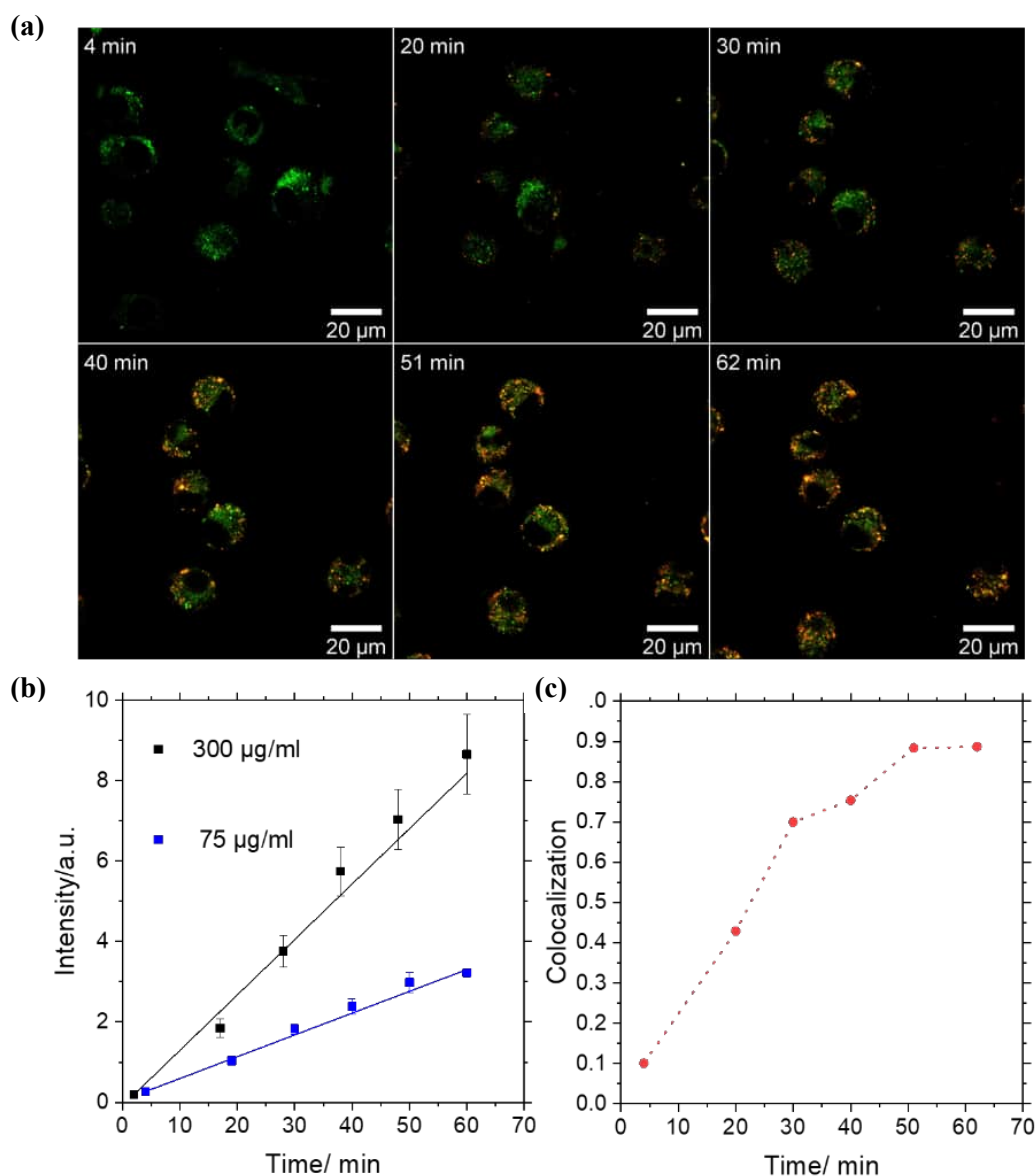 (a)
4 min
20 min
30 min
20 µm
20 µm
20 µm
40 min
51 min
62 min
20 µm
20 µm
20 µm
(b)
10
8
6
4
2
0
Intensity/a.u.
300 µg/ml
75 µg/ml
0 10 20 30 40 50 60 70
Time/ min
(c)
.0
0.9
0.8
0.7
0.6
0.5
0.4
0.3
0.2
0.1
0.0
Colocalization
0 10 20 30 40 50 60 70
Time/ min